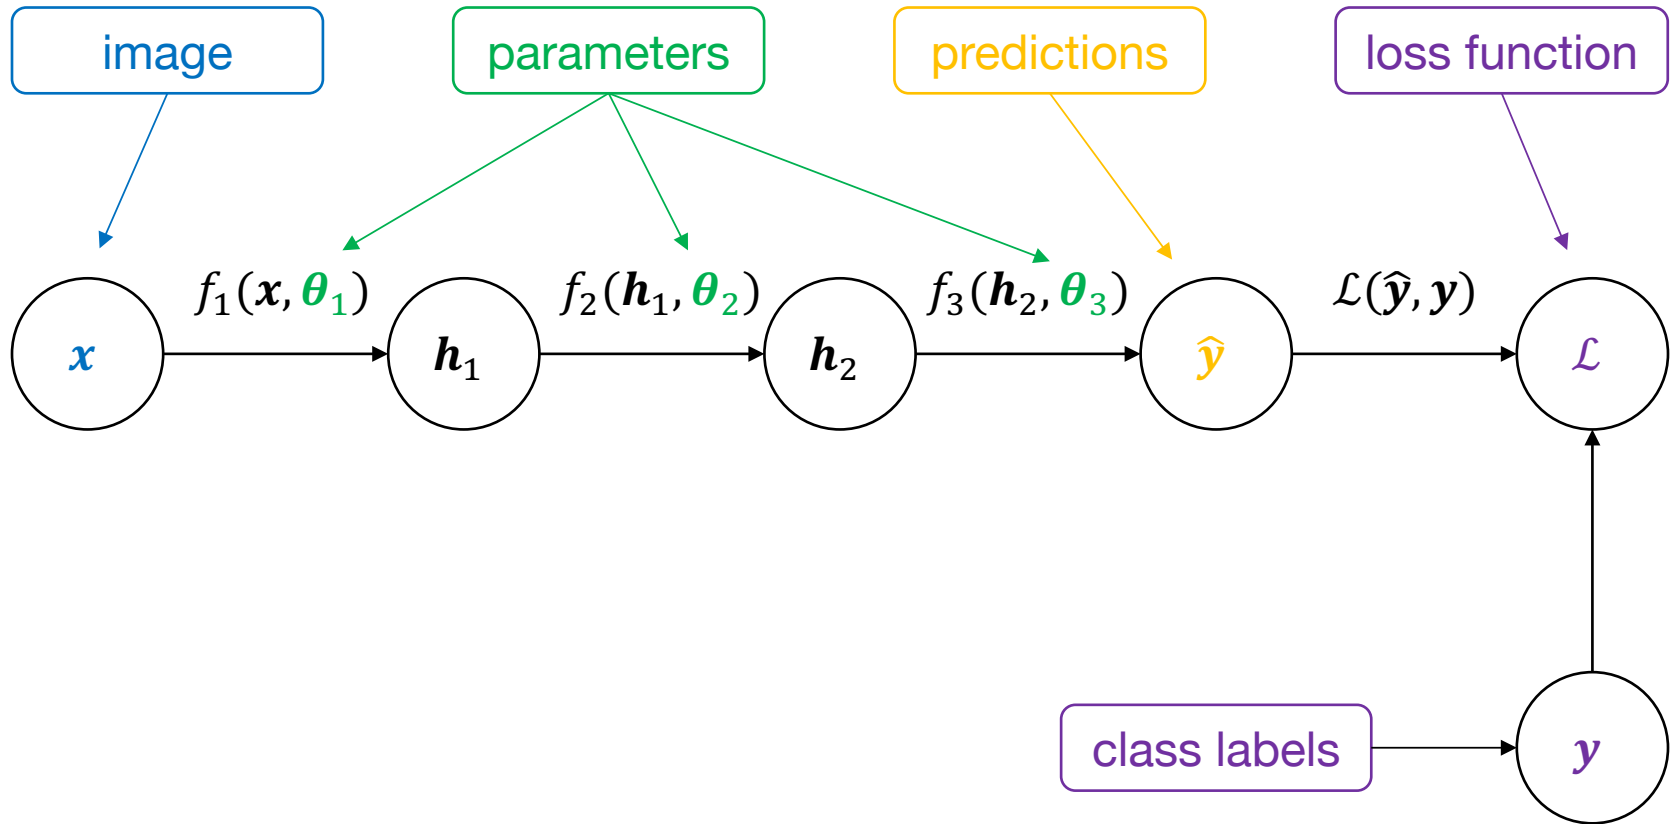 image
parameters
predictions
loss function
f₁(x, θ₁)
f₂(h₁, θ₂)
f₃(h₂, θ₃)
ℒ(ŷ, y)
x
h₁
h₂
ŷ
ℒ
class labels
y